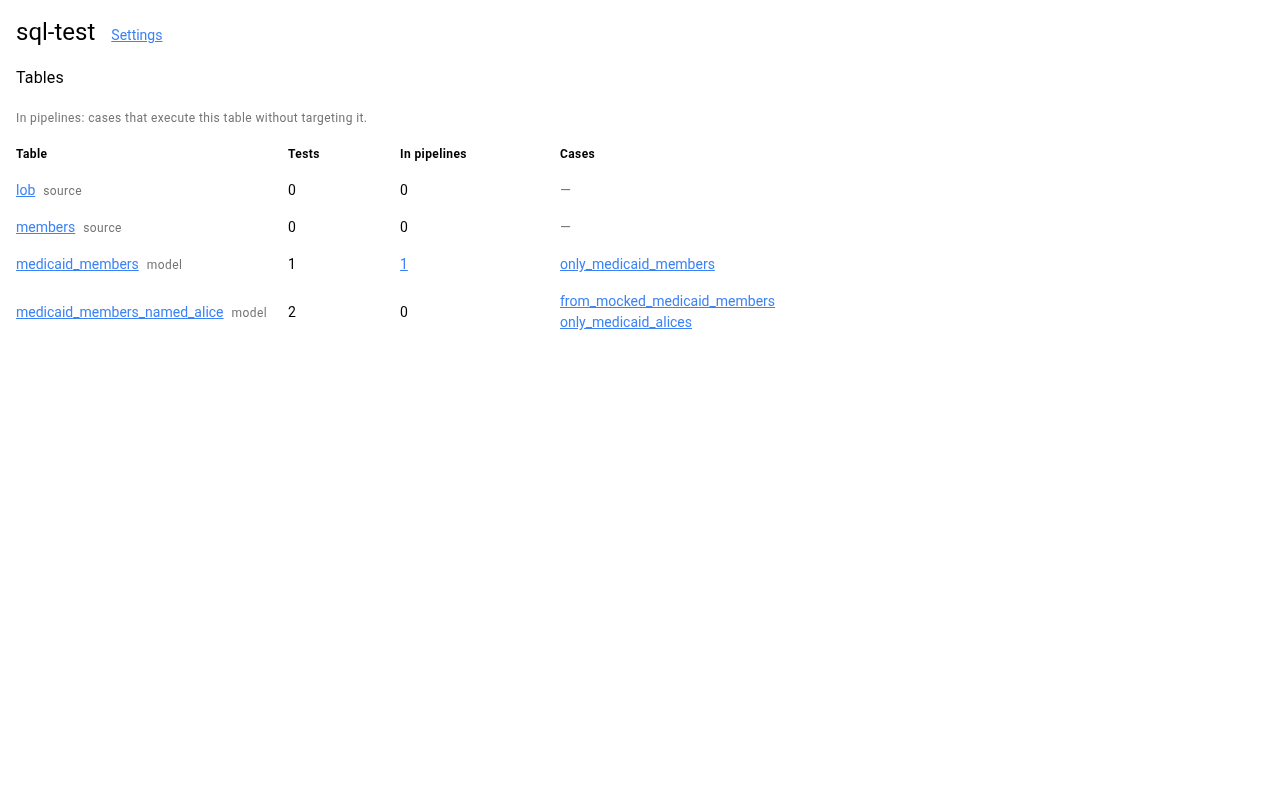 sql-test Settings
Tables
In pipelines: cases that execute this table without targeting it.
Table Tests In pipelines Cases
lob source 0 0 —
members source 0 0 —
medicaid_members model 1 1 only_medicaid_members
medicaid_members_named_alice model 2 0 from_mocked_medicaid_members
only_medicaid_alices